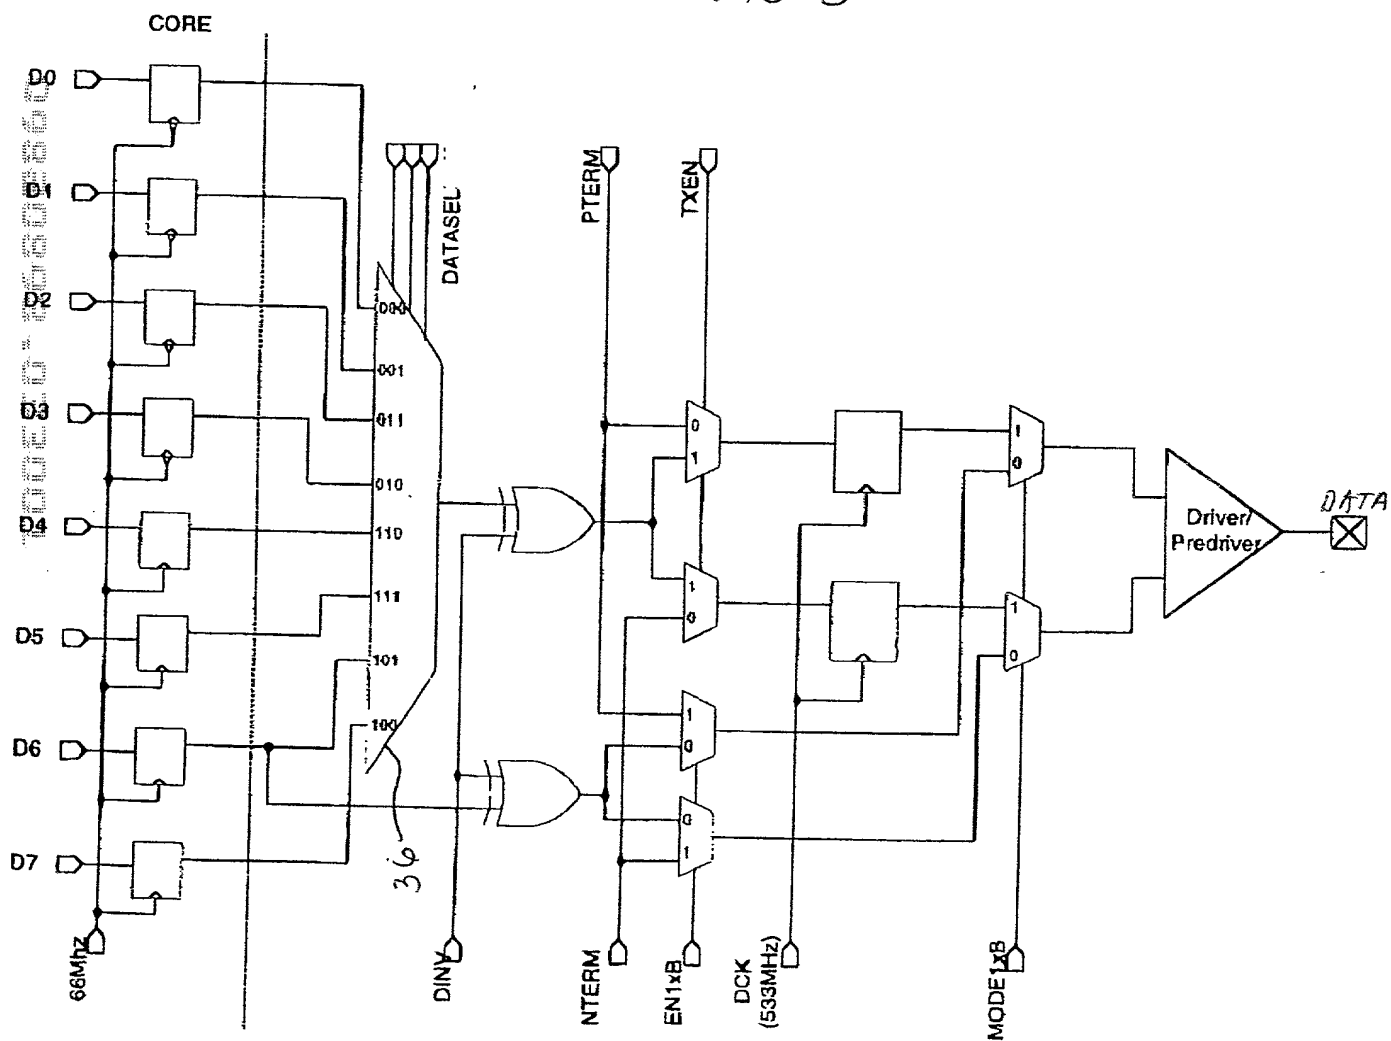 CORE
D0
D1
D2
D3
D4
D5
D6
D7
66Mhz
DATASEL
000
001
011
010
110
111
101
100
36
DINV
PTERM
TXEN
0
1
1
0
1
0
0
1
NTERM
EN1xB
DCK
(533MHz)
1
0
1
0
MODE1xB
Driver/
Predriver
DATA